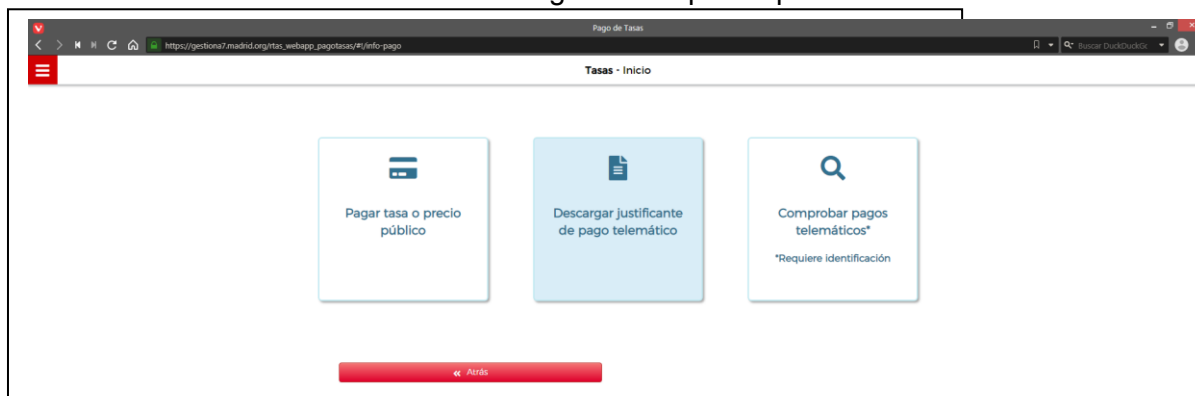 Pago de Tasas
https://gestiona7.madrid.org/rtas_webapp_pagotasas/#!/info-pago
Buscar DuckDuckGo
Tasas - Inicio
Pagar tasa o precio
público
Descargar justificante
de pago telemático
Comprobar pagos
telemáticos*
*Requiere identificación
« Atrás